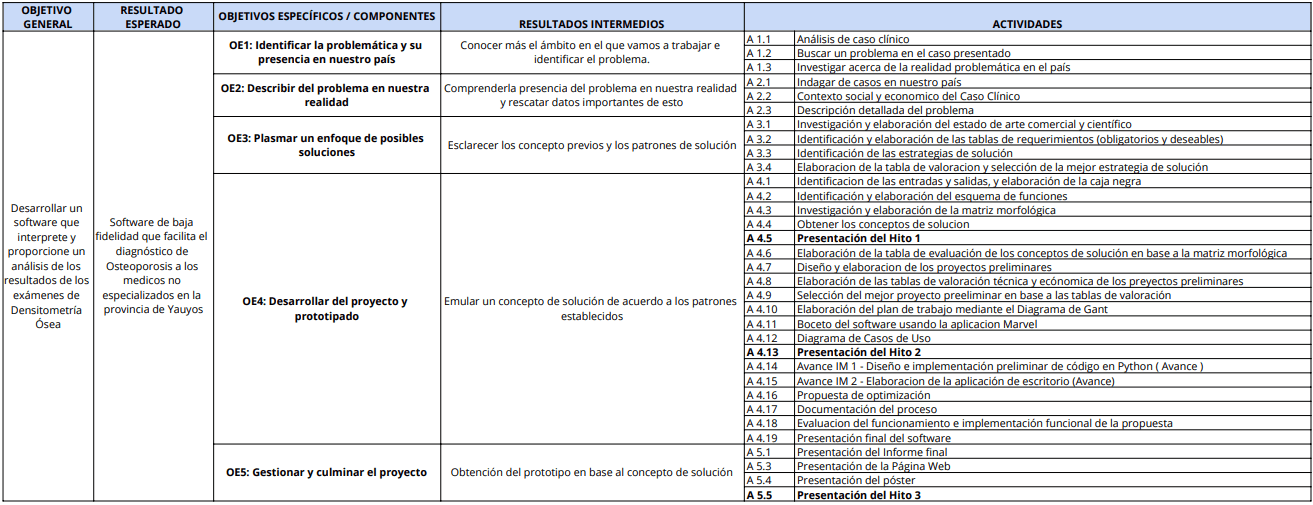 OBJETIVO
GENERAL
RESULTADO
ESPERADO
OBJETIVOS ESPECÍFICOS / COMPONENTES
RESULTADOS INTERMEDIOS
ACTIVIDADES
Desarrollar un
software que
interprete y
proporcione un
análisis de los
resultados de los
exámenes de
Densitometría
Ósea
Software de baja
fidelidad que facilita el
diagnóstico de
Osteoporosis a los
medicos no
especializados en la
provincia de Yauyos
OE1: Identificar la problemática y su
presencia en nuestro país
Conocer más el ámbito en el que vamos a trabajar e
identificar el problema.
A 1.1 Análisis de caso clínico
A 1.2 Buscar un problema en el caso presentado
A 1.3 Investigar acerca de la realidad problemática en el país
OE2: Describir del problema en nuestra
realidad
Comprenderla presencia del problema en nuestra realidad
y rescatar datos importantes de esto
A 2.1 Indagar de casos en nuestro país
A 2.2 Contexto social y economico del Caso Clínico
A 2.3 Descripción detallada del problema
OE3: Plasmar un enfoque de posibles
soluciones
Esclarecer los concepto previos y los patrones de solución
A 3.1 Investigación y elaboración del estado de arte comercial y científico
A 3.2 Identificación y elaboración de las tablas de requerimientos (obligatorios y deseables)
A 3.3 Identificación de las estrategias de solución
A 3.4 Elaboracion de la tabla de valoracion y selección de la mejor estrategia de solución
OE4: Desarrollar del proyecto y
prototipado
Emular un concepto de solución de acuerdo a los patrones
establecidos
A 4.1 Identificacion de las entradas y salidas, y elaboración de la caja negra
A 4.2 Identificación y elaboración del esquema de funciones
A 4.3 Investigación y elaboración de la matriz morfológica
A 4.4 Obtener los conceptos de solucion
A 4.5 Presentación del Hito 1
A 4.6 Elaboración de la tabla de evaluación de los conceptos de solución en base a la matriz morfológica
A 4.7 Diseño y elaboracion de los proyectos preliminares
A 4.8 Elaboración de las tablas de valoración técnica y ecónomica de los preyectos preliminares
A 4.9 Selección del mejor proyecto preeliminar en base a las tablas de valoración
A 4.10 Elaboración del plan de trabajo mediante el Diagrama de Gant
A 4.11 Boceto del software usando la aplicacion Marvel
A 4.12 Diagrama de Casos de Uso
A 4.13 Presentación del Hito 2
A 4.14 Avance IM 1 - Diseño e implementación preliminar de código en Python ( Avance )
A 4.15 Avance IM 2 - Elaboracion de la aplicación de escritorio (Avance)
A 4.16 Propuesta de optimización
A 4.17 Documentación del proceso
A 4.18 Evaluacion del funcionamiento e implementación funcional de la propuesta
A 4.19 Presentación final del software
OE5: Gestionar y culminar el proyecto
Obtención del prototipo en base al concepto de solución
A 5.1 Presentación del Informe final
A 5.3 Presentación de la Página Web
A 5.4 Presentación del póster
A 5.5 Presentación del Hito 3